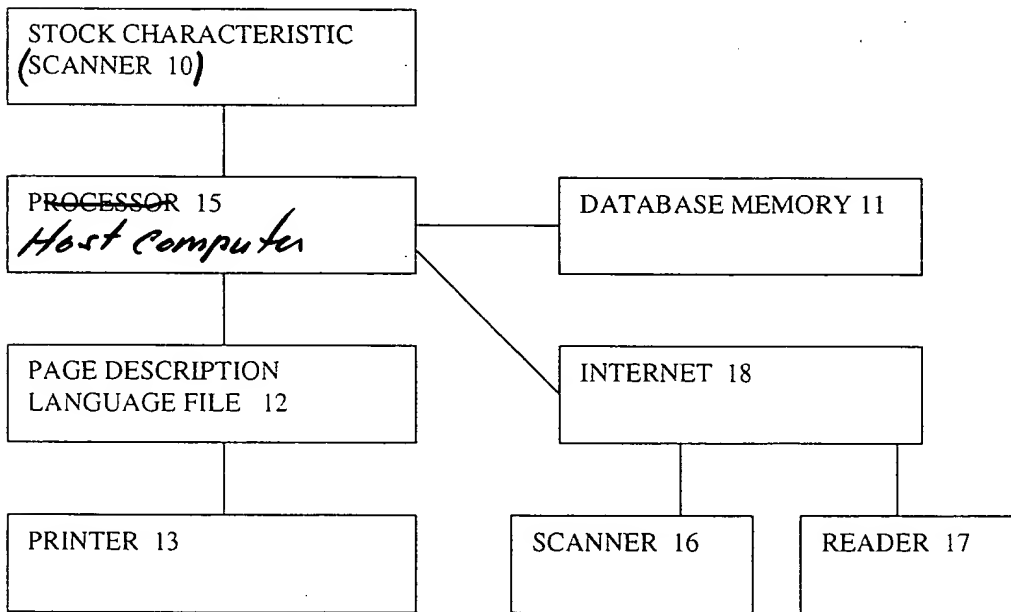 STOCK CHARACTERISTIC
(SCANNER 10)
PROCESSOR 15
Host computer
DATABASE MEMORY 11
PAGE DESCRIPTION
LANGUAGE FILE 12
INTERNET 18
PRINTER 13
SCANNER 16
READER 17